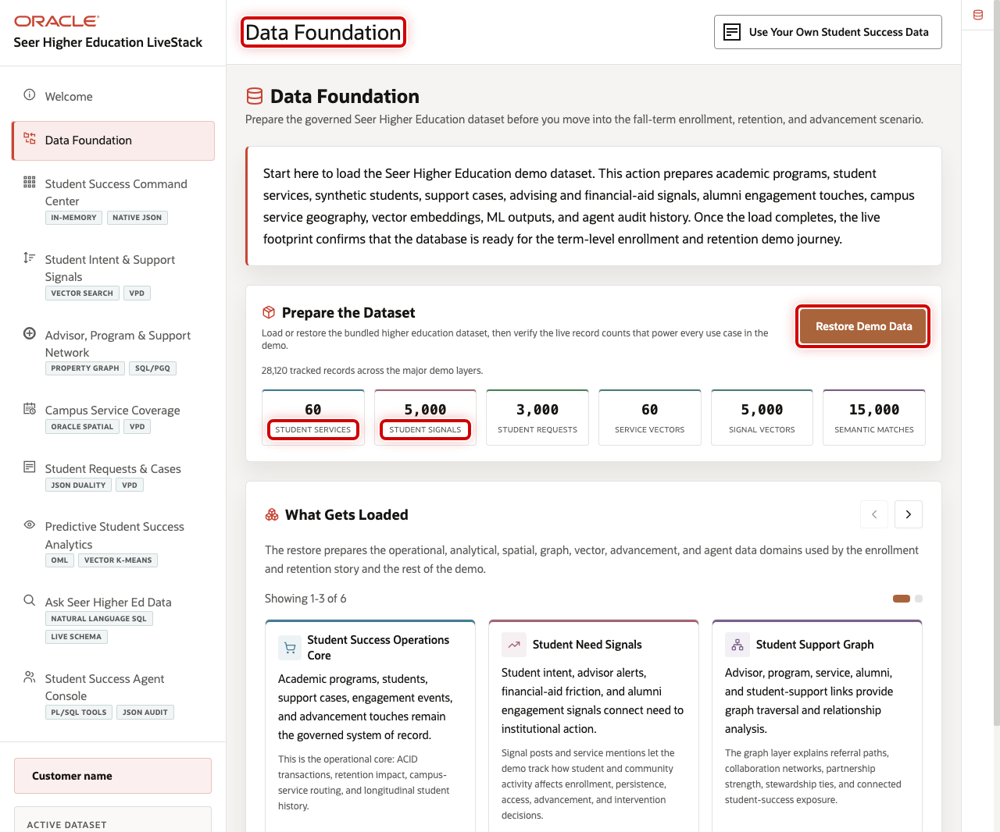 ORACLE
Seer Higher Education LiveStack
Welcome
Data Foundation
Student Success Command
Center
IN-MEMORY NATIVE JSON
Student Intent & Support
Signals
VECTOR SEARCH VPD
Advisor, Program & Support
Network
PROPERTY GRAPH SQL/PGQ
Campus Service Coverage
ORACLE SPATIAL VPD
Student Requests & Cases
JSON DUALITY VPD
Predictive Student Success
Analytics
OML VECTOR K-MEANS
Ask Seer Higher Ed Data
NATURAL LANGUAGE SQL
LIVE SCHEMA
Student Success Agent
Console
PL/SQL TOOLS JSON AUDIT
Customer name
ACTIVE DATASET
Data Foundation
Use Your Own Student Success Data
Data Foundation
Prepare the governed Seer Higher Education dataset before you move into the fall-term enrollment, retention, and advancement scenario.
Start here to load the Seer Higher Education demo dataset. This action prepares academic programs, student
services, synthetic students, support cases, advising and financial-aid signals, alumni engagement touches, campus
service geography, vector embeddings, ML outputs, and agent audit history. Once the load completes, the live
footprint confirms that the database is ready for the term-level enrollment and retention demo journey.
Prepare the Dataset
Load or restore the bundled higher education dataset, then verify the live record counts that power every use case in the
demo.
Restore Demo Data
28,120 tracked records across the major demo layers.
60
STUDENT SERVICES
5,000
STUDENT SIGNALS
3,000
STUDENT REQUESTS
60
SERVICE VECTORS
5,000
SIGNAL VECTORS
15,000
SEMANTIC MATCHES
What Gets Loaded
The restore prepares the operational, analytical, spatial, graph, vector, advancement, and agent data domains used by the enrollment
and retention story and the rest of the demo.
Showing 1-3 of 6
Student Success Operations
Core
Academic programs, students,
support cases, engagement events,
and advancement touches remain
the governed system of record.
This is the operational core: ACID
transactions, retention impact, campus-
service routing, and longitudinal student
history.
Student Need Signals
Student intent, advisor alerts,
financial-aid friction, and alumni
engagement signals connect need to
institutional action.
Signal posts and service mentions let the
demo track how student and community
activity affects enrollment, persistence,
access, advancement, and intervention
decisions.
Student Support Graph
Advisor, program, service, alumni,
and student-support links provide
graph traversal and relationship
analysis.
The graph layer explains referral paths,
collaboration networks, partnership
strength, stewardship ties, and connected
student-success exposure.